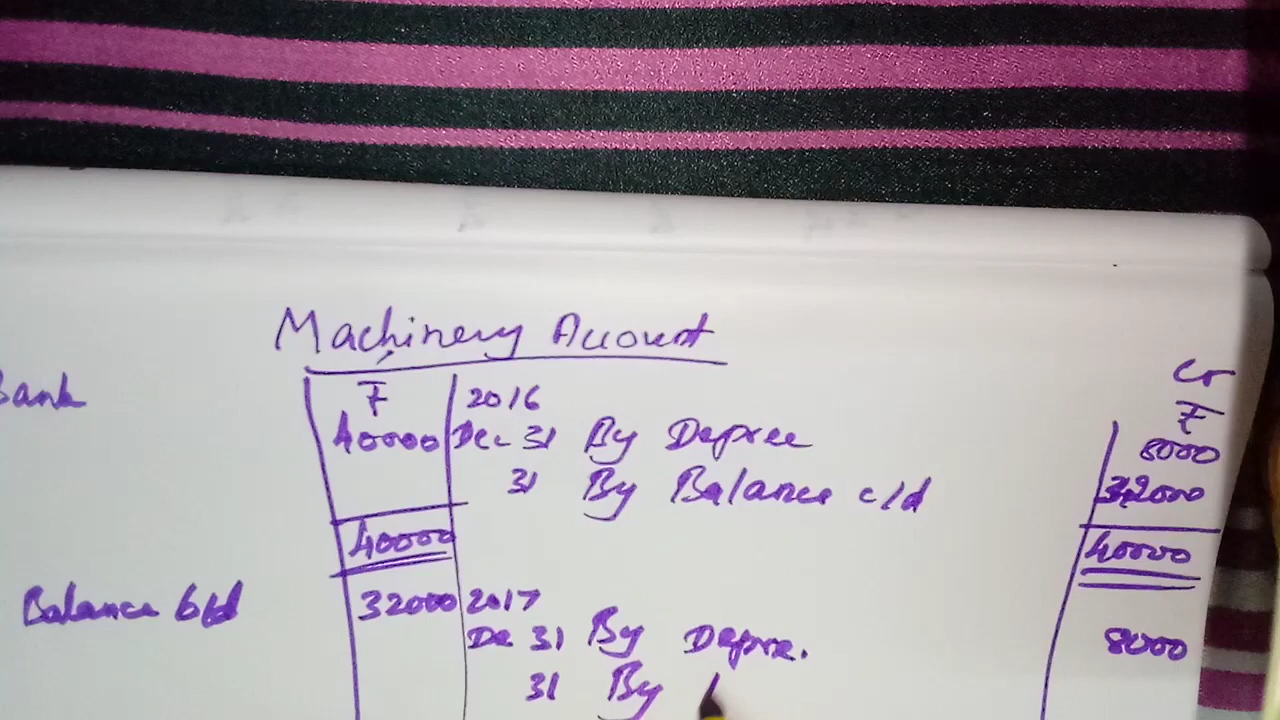 Machinery Account
Cr
Bank ₹ 2016 ₹
40000 Dec 31 By Depree 8000
31 By Balance c/d 32000
40000 40000
Balance b/d 32000 2017
De 31 By Depre. 8000
31 By